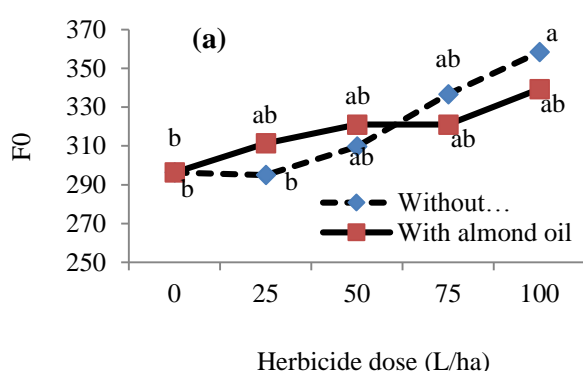 (a)
370
350
330
310
290
270
250
F0
b
ab
ab
ab
a
b
b
ab
ab
ab
Without…
With almond oil
0 25 50 75 100
Herbicide dose (L/ha)